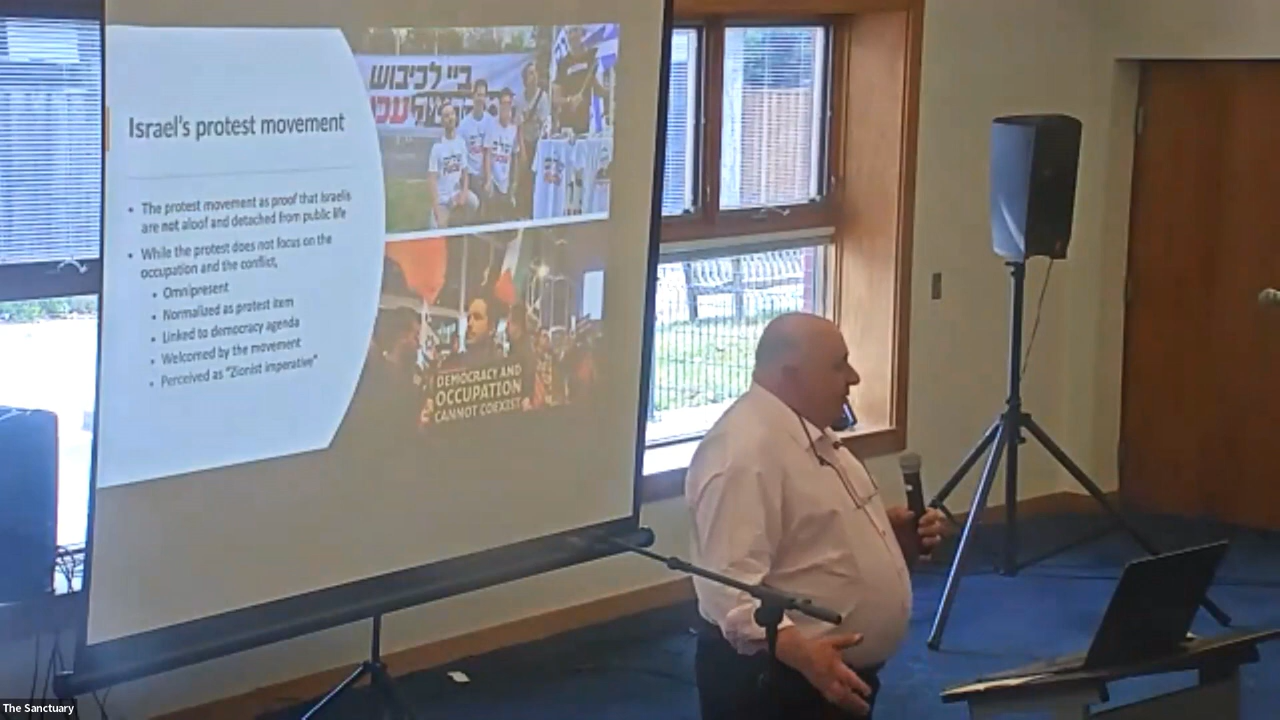 Israel's protest movement
• The protest movement as proof that Israelis
are not aloof and detached from public life
• While the protest does not focus on the
occupation and the conflict,
• Omnipresent
• Normalized as protest item
• Linked to democracy agenda
• Welcomed by the movement
• Perceived as "Zionist imperative"
ביי לכיבוש
DEMOCRACY AND
OCCUPATION
CANNOT COEXIST
The Sanctuary